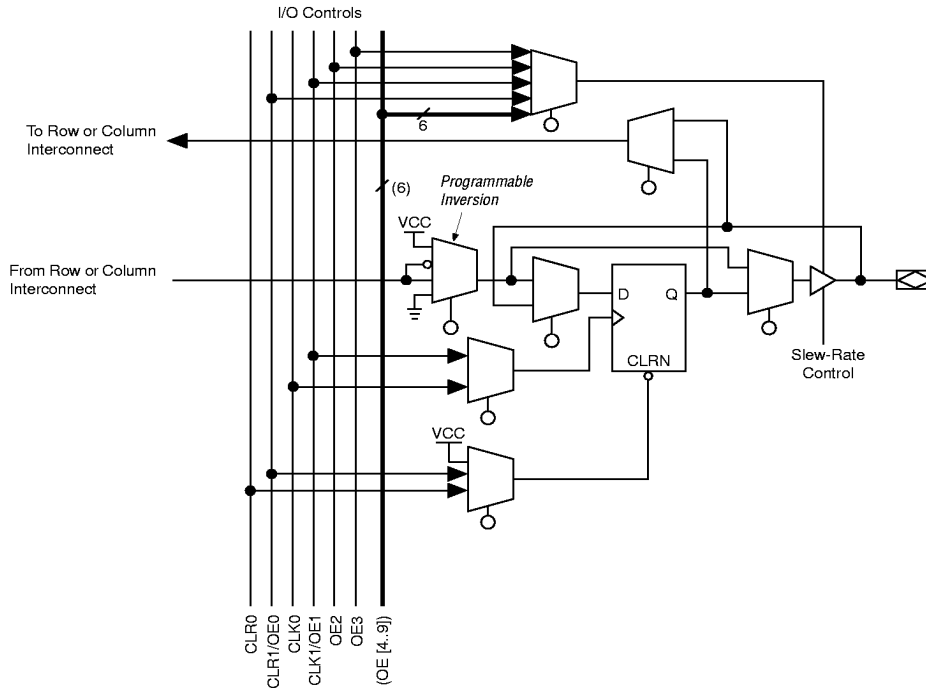 I/O Controls
6
To Row or Column
Interconnect
(6)
Programmable
Inversion
VCC
From Row or Column
Interconnect
D
Q
CLRN
Slew-Rate
Control
VCC
CLR0
CLR1/OE0
CLK0
CLK1/OE1
OE2
OE3
(OE [4..9])